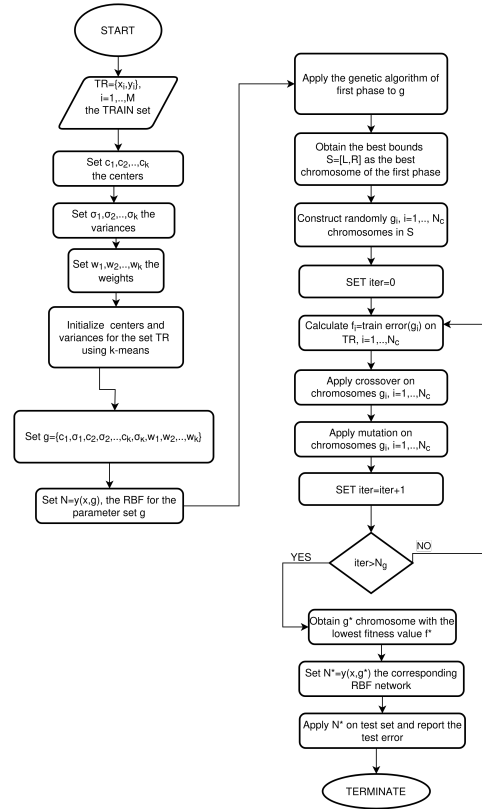 START
TR={xᵢ,yᵢ},
i=1,..,M
the TRAIN set
Set c₁,c₂,..,cₖ
the centers
Set σ₁,σ₂,..,σₖ the
variances
Set w₁,w₂,..,wₖ the
weights
Initialize centers and
variances for the set TR
using k-means
Set g={c₁,σ₁,c₂,σ₂,..,cₖ,σₖ,w₁,w₂,..,wₖ}
Set N=y(x,g), the RBF for the
parameter set g
Apply the genetic algorithm of
first phase to g
Obtain the best bounds
S=[L,R] as the best
chromosome of the first phase
Construct randomly gᵢ, i=1,.., N_c
chromosomes in S
SET iter=0
Calculate fᵢ=train error(gᵢ) on
TR, i=1,..,N_c
Apply crossover on
chromosomes gᵢ, i=1,..,N_c
Apply mutation on
chromosomes gᵢ, i=1,..,N_c
SET iter=iter+1
iter>N_g
YES
NO
Obtain g* chromosome with the
lowest fitness value f*
Set N*=y(x,g*) the corresponding
RBF network
Apply N* on test set and report the
test error
TERMINATE